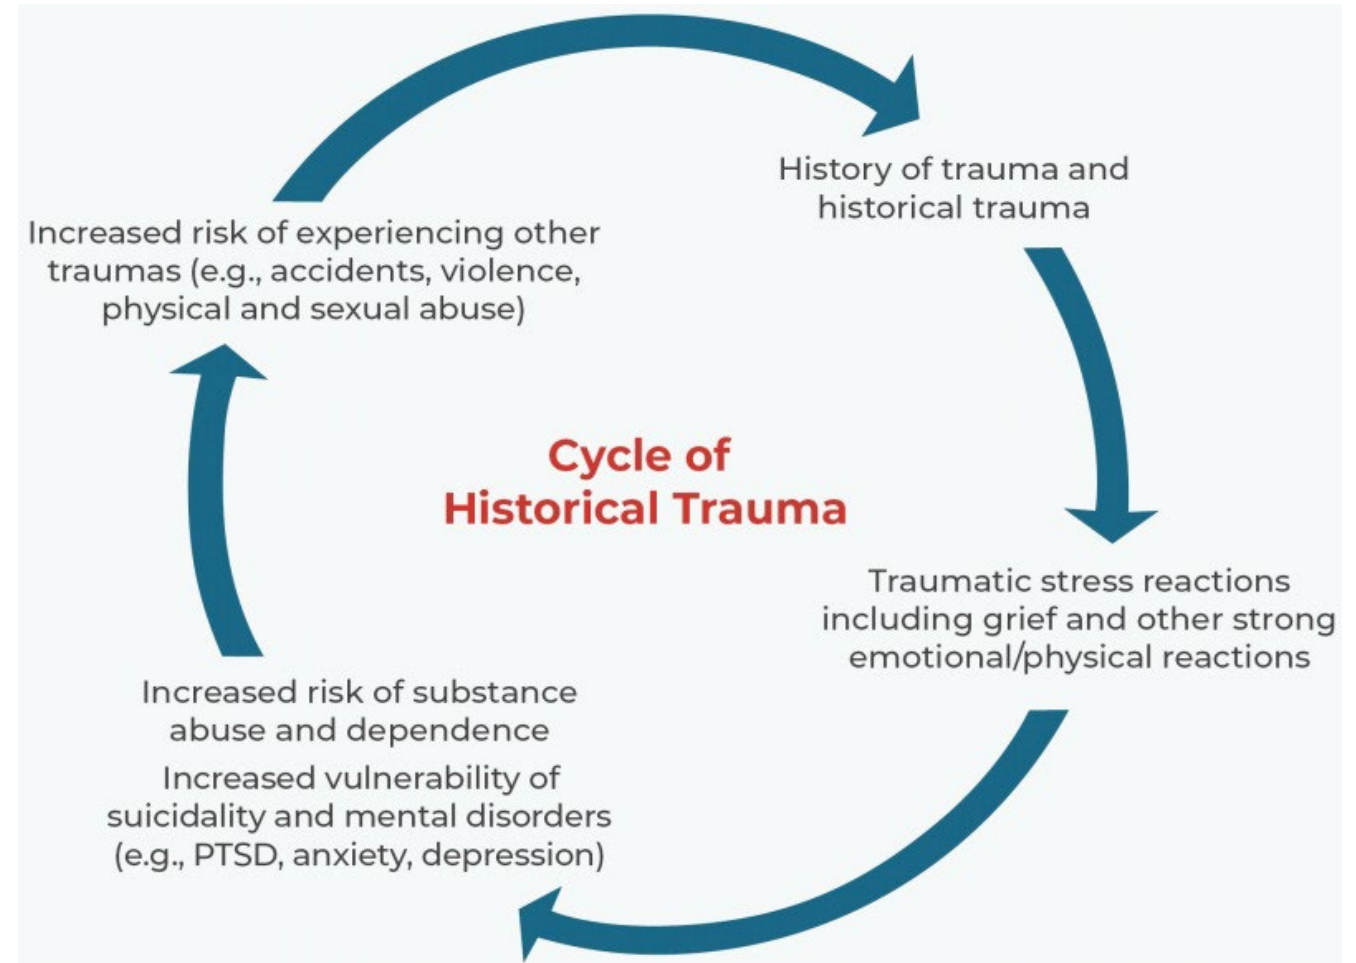 History of trauma and
historical trauma
Traumatic stress reactions
including grief and other strong
emotional/physical reactions
Increased risk of substance
abuse and dependence
Increased vulnerability of
suicidality and mental disorders
(e.g., PTSD, anxiety, depression)
Increased risk of experiencing other
traumas (e.g., accidents, violence,
physical and sexual abuse)
Cycle of
Historical Trauma